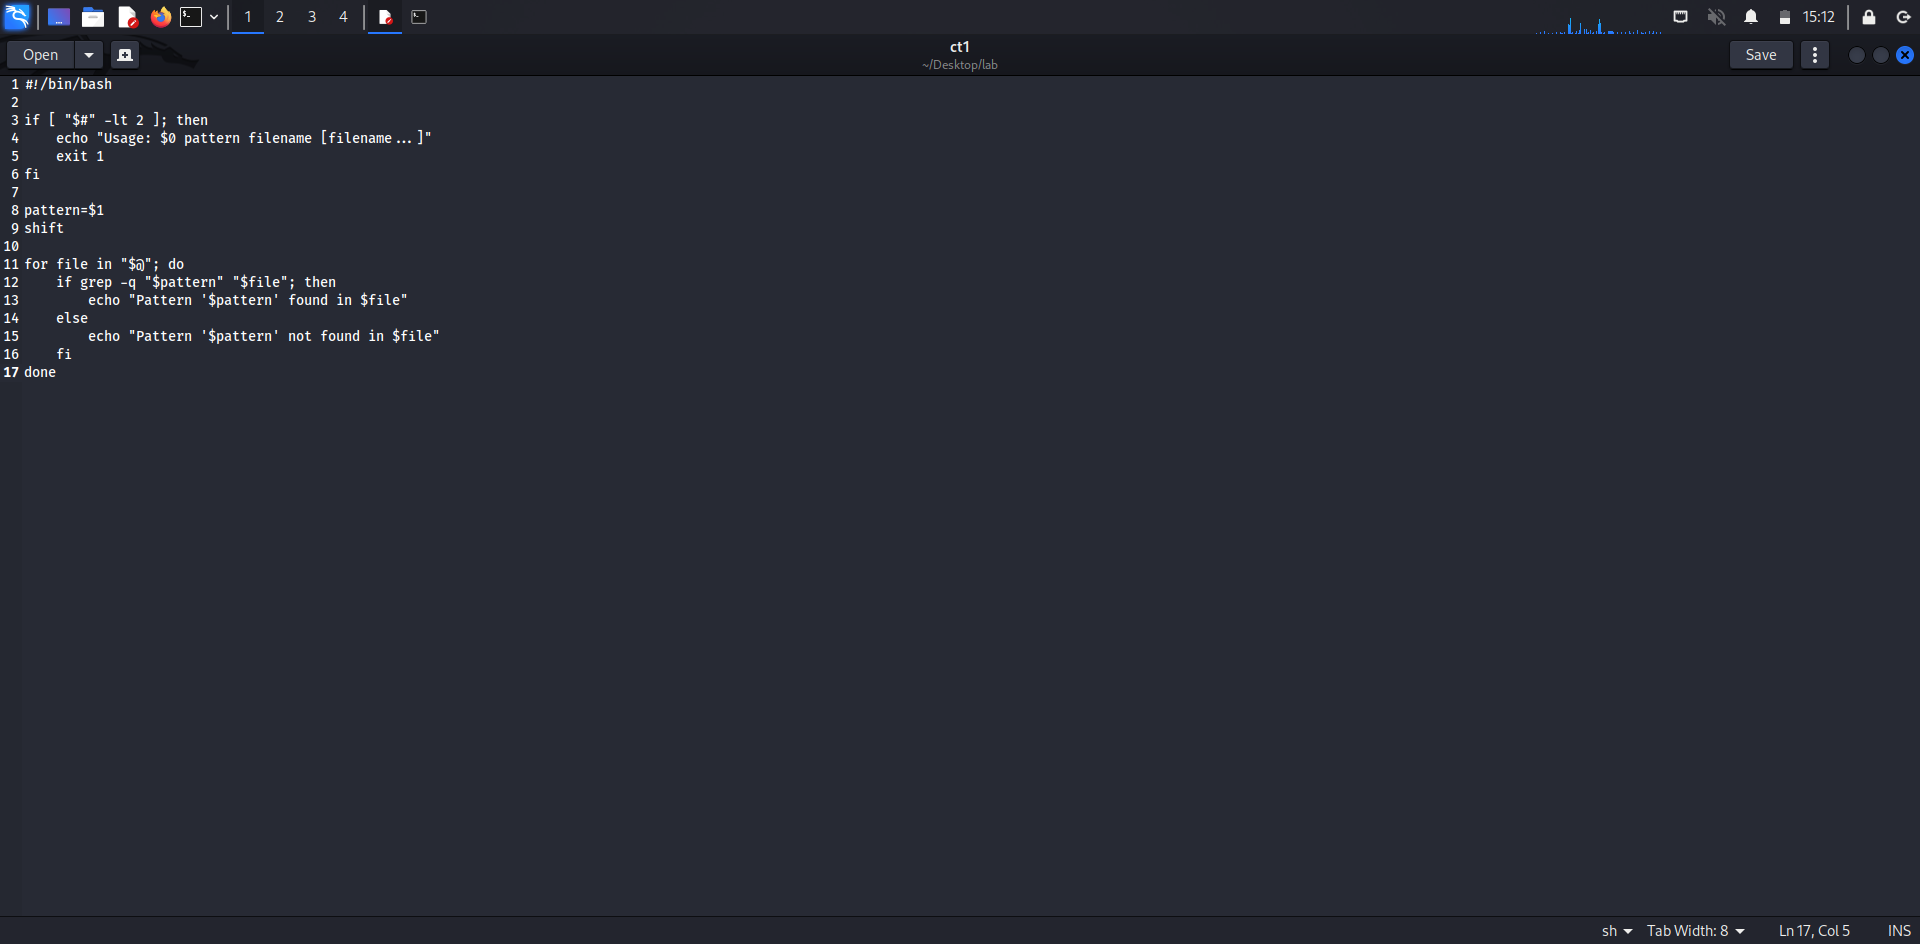 1 2 3 4 15:12
Open ct1 Save
~/Desktop/lab
1 #!/bin/bash
2
3 if [ "$#" -lt 2 ]; then
4     echo "Usage: $0 pattern filename [filename...]"
5     exit 1
6 fi
7
8 pattern=$1
9 shift
10
11 for file in "$@"; do
12     if grep -q "$pattern" "$file"; then
13         echo "Pattern '$pattern' found in $file"
14     else
15         echo "Pattern '$pattern' not found in $file"
16     fi
17 done
sh Tab Width: 8 Ln 17, Col 5 INS